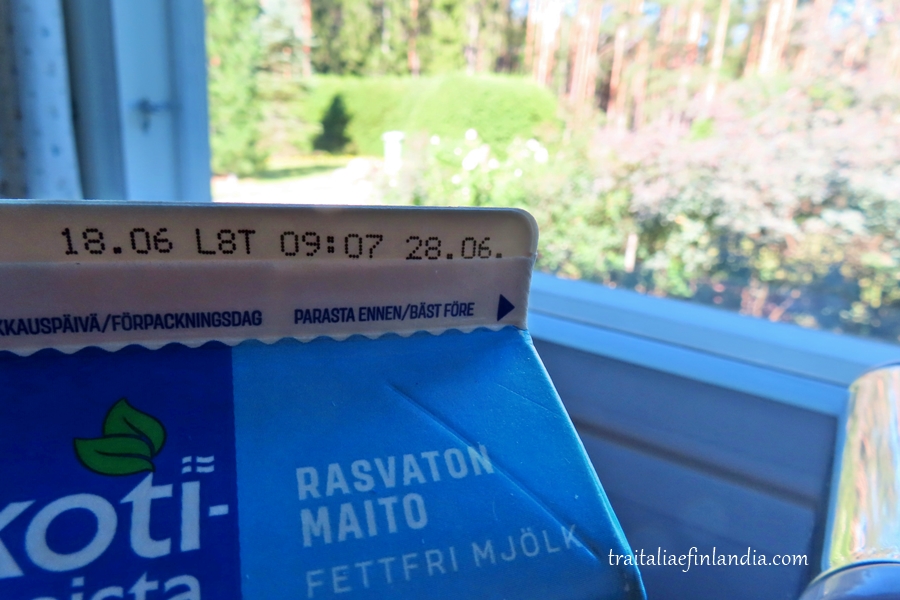 18.06 L8T 09:07 28.06.
KKAUSPÄIVÄ/FÖRPACKNINGSDAG PARASTA ENNEN/BÄST FÖRE
koti-
RASVATON
MAITO
FETTFRI MJÖLK
traitaliaefinlandia.com